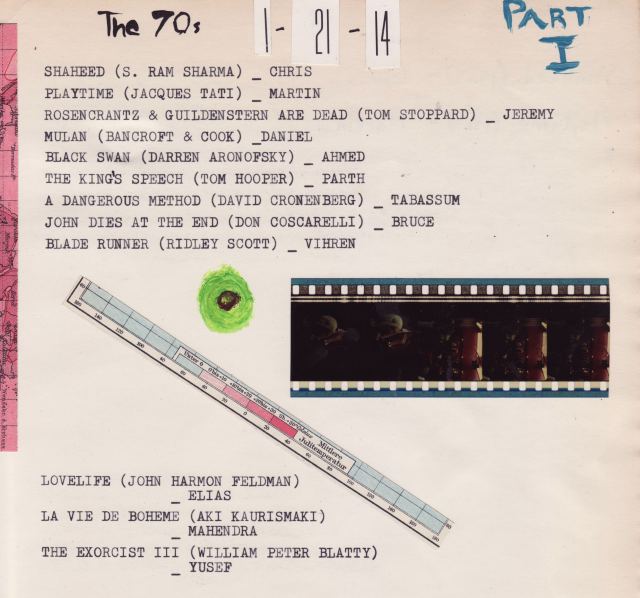 The 70s
1 - 21 - 14
PART
I
SHAHEED (S. RAM SHARMA) _ CHRIS
PLAYTIME (JACQUES TATI) _ MARTIN
ROSENCRANTZ & GUILDENSTERN ARE DEAD (TOM STOPPARD) _ JEREMY
MULAN (BANCROFT & COOK) _DANIEL
BLACK SWAN (DARREN ARONOFSKY) _ AHMED
THE KING'S SPEECH (TOM HOOPER) _ PARTH
A DANGEROUS METHOD (DAVID CRONENBERG) _ TABASSUM
JOHN DIES AT THE END (DON COSCARELLI) _ BRUCE
BLADE RUNNER (RIDLEY SCOTT) _ VIHREN
Mittlere
Julitemperatur
LOVELIFE (JOHN HARMON FELDMAN)
_ ELIAS
LA VIE DE BOHEME (AKI KAURISMAKI)
_ MAHENDRA
THE EXORCIST III (WILLIAM PETER BLATTY)
_ YUSEF